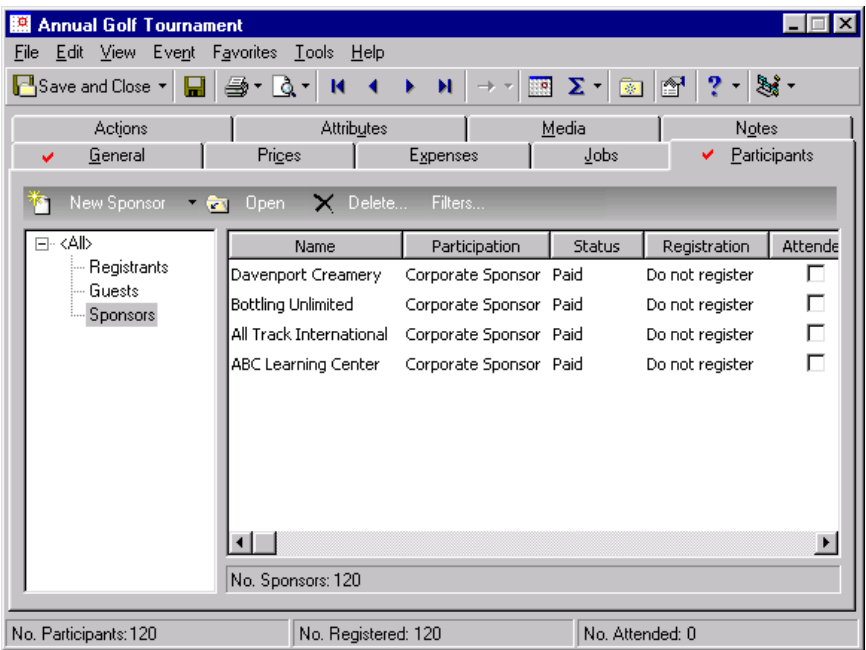 Annual Golf Tournament
File Edit View Event Favorites Tools Help
Save and Close
Actions Attributes Media Notes
General Prices Expenses Jobs Participants
New Sponsor Open Delete... Filters...
<All>
Registrants
Guests
Sponsors
Name Participation Status Registration Attende
Davenport Creamery Corporate Sponsor Paid Do not register
Bottling Unlimited Corporate Sponsor Paid Do not register
All Track International Corporate Sponsor Paid Do not register
ABC Learning Center Corporate Sponsor Paid Do not register
No. Sponsors: 120
No. Participants: 120 No. Registered: 120 No. Attended: 0